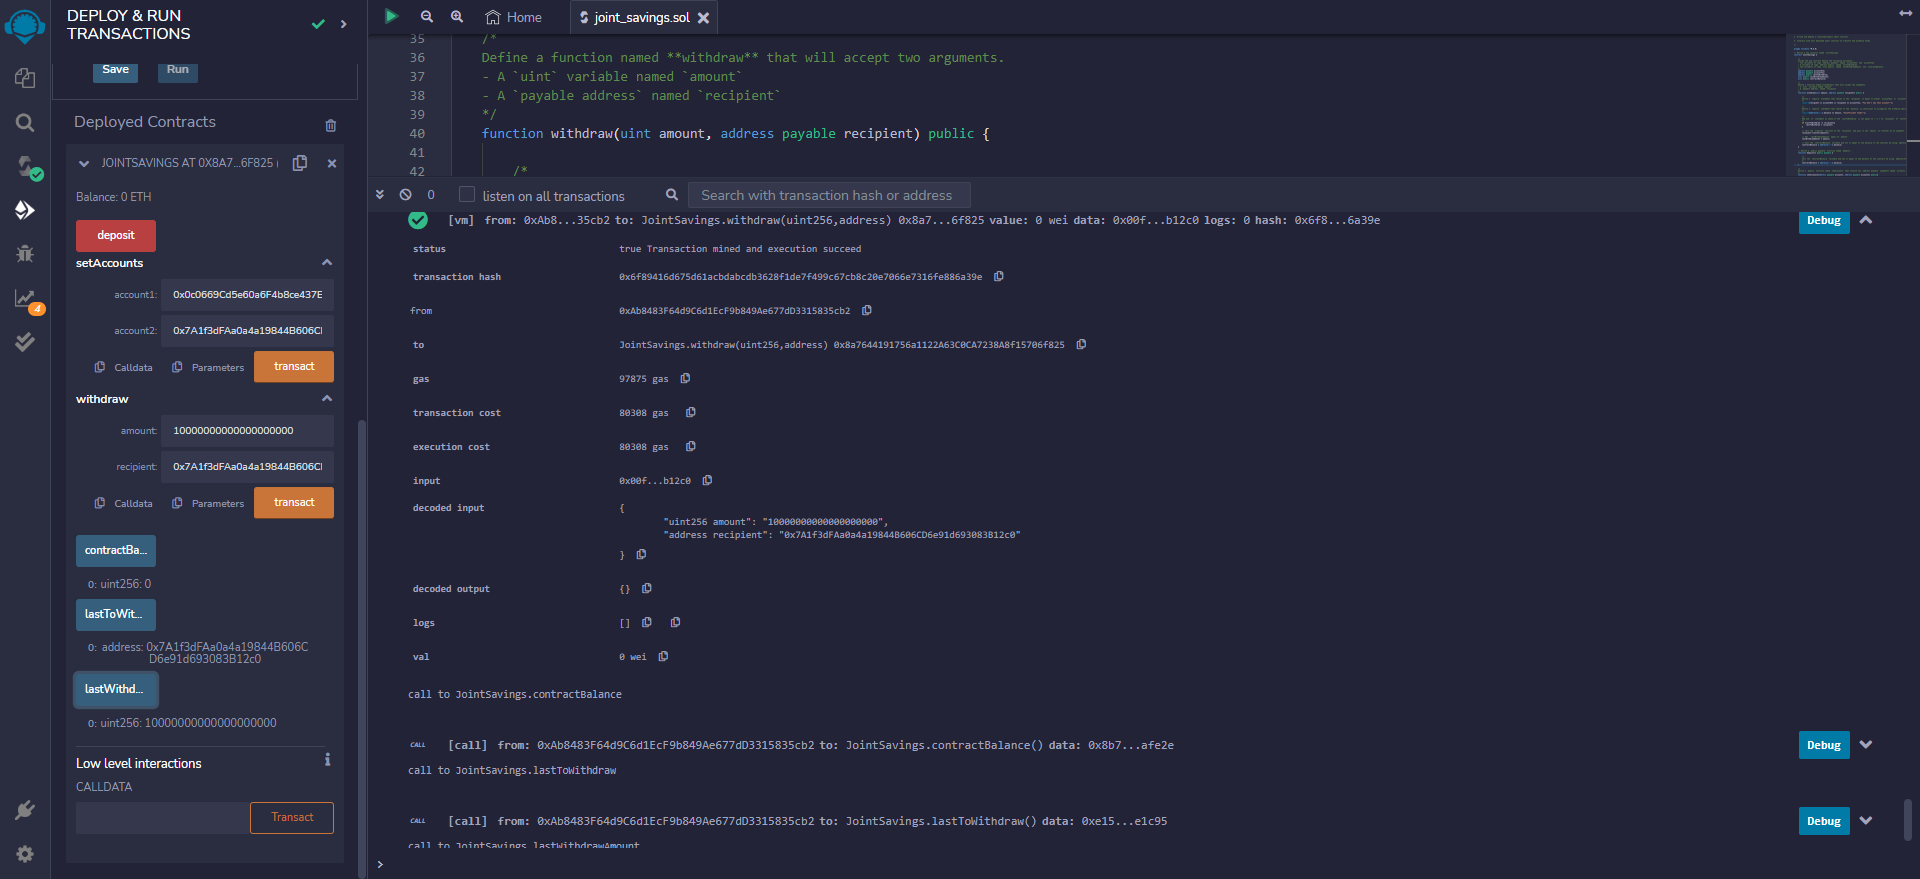 DEPLOY & RUN
TRANSACTIONS
Save
Run
Deployed Contracts
JOINTSAVINGS AT 0X8A7...6F825 (
Balance: 0 ETH
deposit
setAccounts
account1:
0x0c0669Cd5e60a6F4b8ce437E
account2:
0x7A1f3dFAa0a4a19844B606CI
Calldata
Parameters
transact
withdraw
amount:
10000000000000000000
recipient:
0x7A1f3dFAa0a4a19844B606CI
Calldata
Parameters
transact
contractBa...
0: uint256: 0
lastToWit...
0: address: 0x7A1f3dFAa0a4a19844B606C
D6e91d693083B12c0
lastWithd...
0: uint256: 10000000000000000000
Low level interactions
CALLDATA
Transact
4
Home
joint_savings.sol
35 /*
36 Define a function named **withdraw** that will accept two arguments.
37 - A `uint` variable named `amount`
38 - A `payable address` named `recipient`
39 */
40 function withdraw(uint amount, address payable recipient) public {
41
42 /*
0
listen on all transactions
Search with transaction hash or address
[vm] from: 0xAb8...35cb2 to: JointSavings.withdraw(uint256,address) 0x8a7...6f825 value: 0 wei data: 0x00f...b12c0 logs: 0 hash: 0x6f8...6a39e
Debug
status true Transaction mined and execution succeed
transaction hash 0x6f89416d675d61acbdabcdb3628f1de7f499c67cb8c20e7066e7316fe886a39e
from 0xAb8483F64d9C6d1EcF9b849Ae677dD3315835cb2
to JointSavings.withdraw(uint256,address) 0x8a7644191756a1122A63C0CA7238A8f15706f825
gas 97875 gas
transaction cost 80308 gas
execution cost 80308 gas
input 0x00f...b12c0
decoded input {
"uint256 amount": "10000000000000000000",
"address recipient": "0x7A1f3dFAa0a4a19844B606CD6e91d693083B12c0"
}
decoded output {}
logs []
val 0 wei
call to JointSavings.contractBalance
CALL [call] from: 0xAb8483F64d9C6d1EcF9b849Ae677dD3315835cb2 to: JointSavings.contractBalance() data: 0x8b7...afe2e
Debug
call to JointSavings.lastToWithdraw
CALL [call] from: 0xAb8483F64d9C6d1EcF9b849Ae677dD3315835cb2 to: JointSavings.lastToWithdraw() data: 0xe15...e1c95
Debug
call to JointSavings.lastWithdrawAmount
>